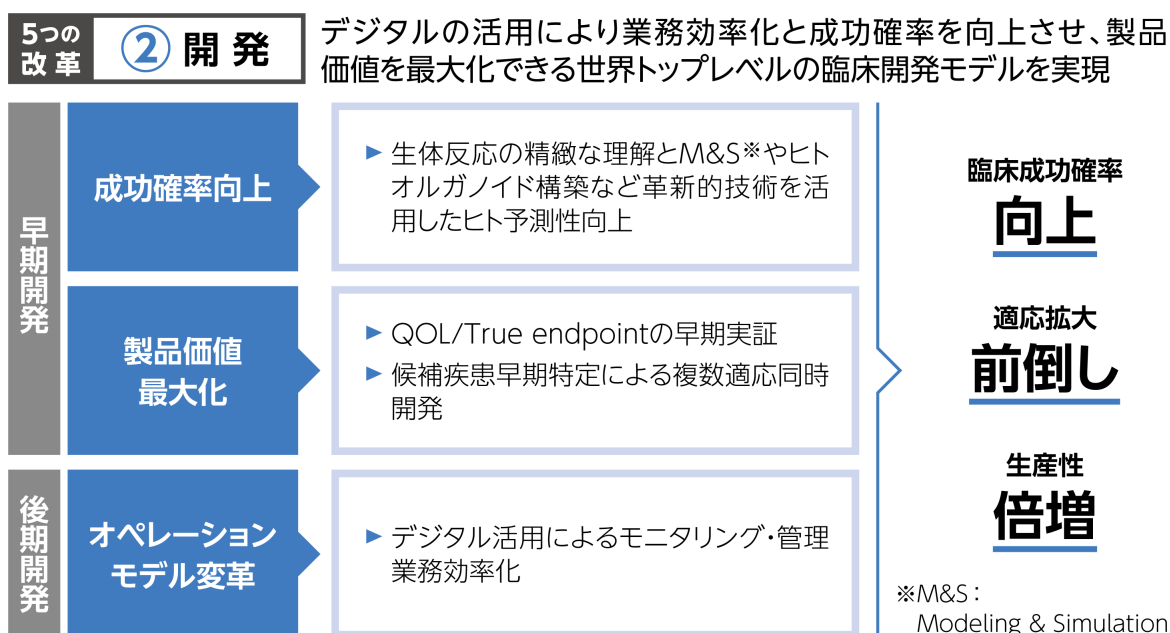 5つの
改革
② 開発
デジタルの活用により業務効率化と成功確率を向上させ、製品
価値を最大化できる世界トップレベルの臨床開発モデルを実現
早期開発
成功確率向上
▶ 生体反応の精緻な理解とM&S※やヒト
オルガノイド構築など革新的技術を活
用したヒト予測性向上
製品価値
最大化
▶ QOL/True endpointの早期実証
▶ 候補疾患早期特定による複数適応同時
開発
後期開発
オペレーション
モデル変革
▶ デジタル活用によるモニタリング・管理
業務効率化
臨床成功確率
向上
適応拡大
前倒し
生産性
倍増
※M&S：
Modeling & Simulation